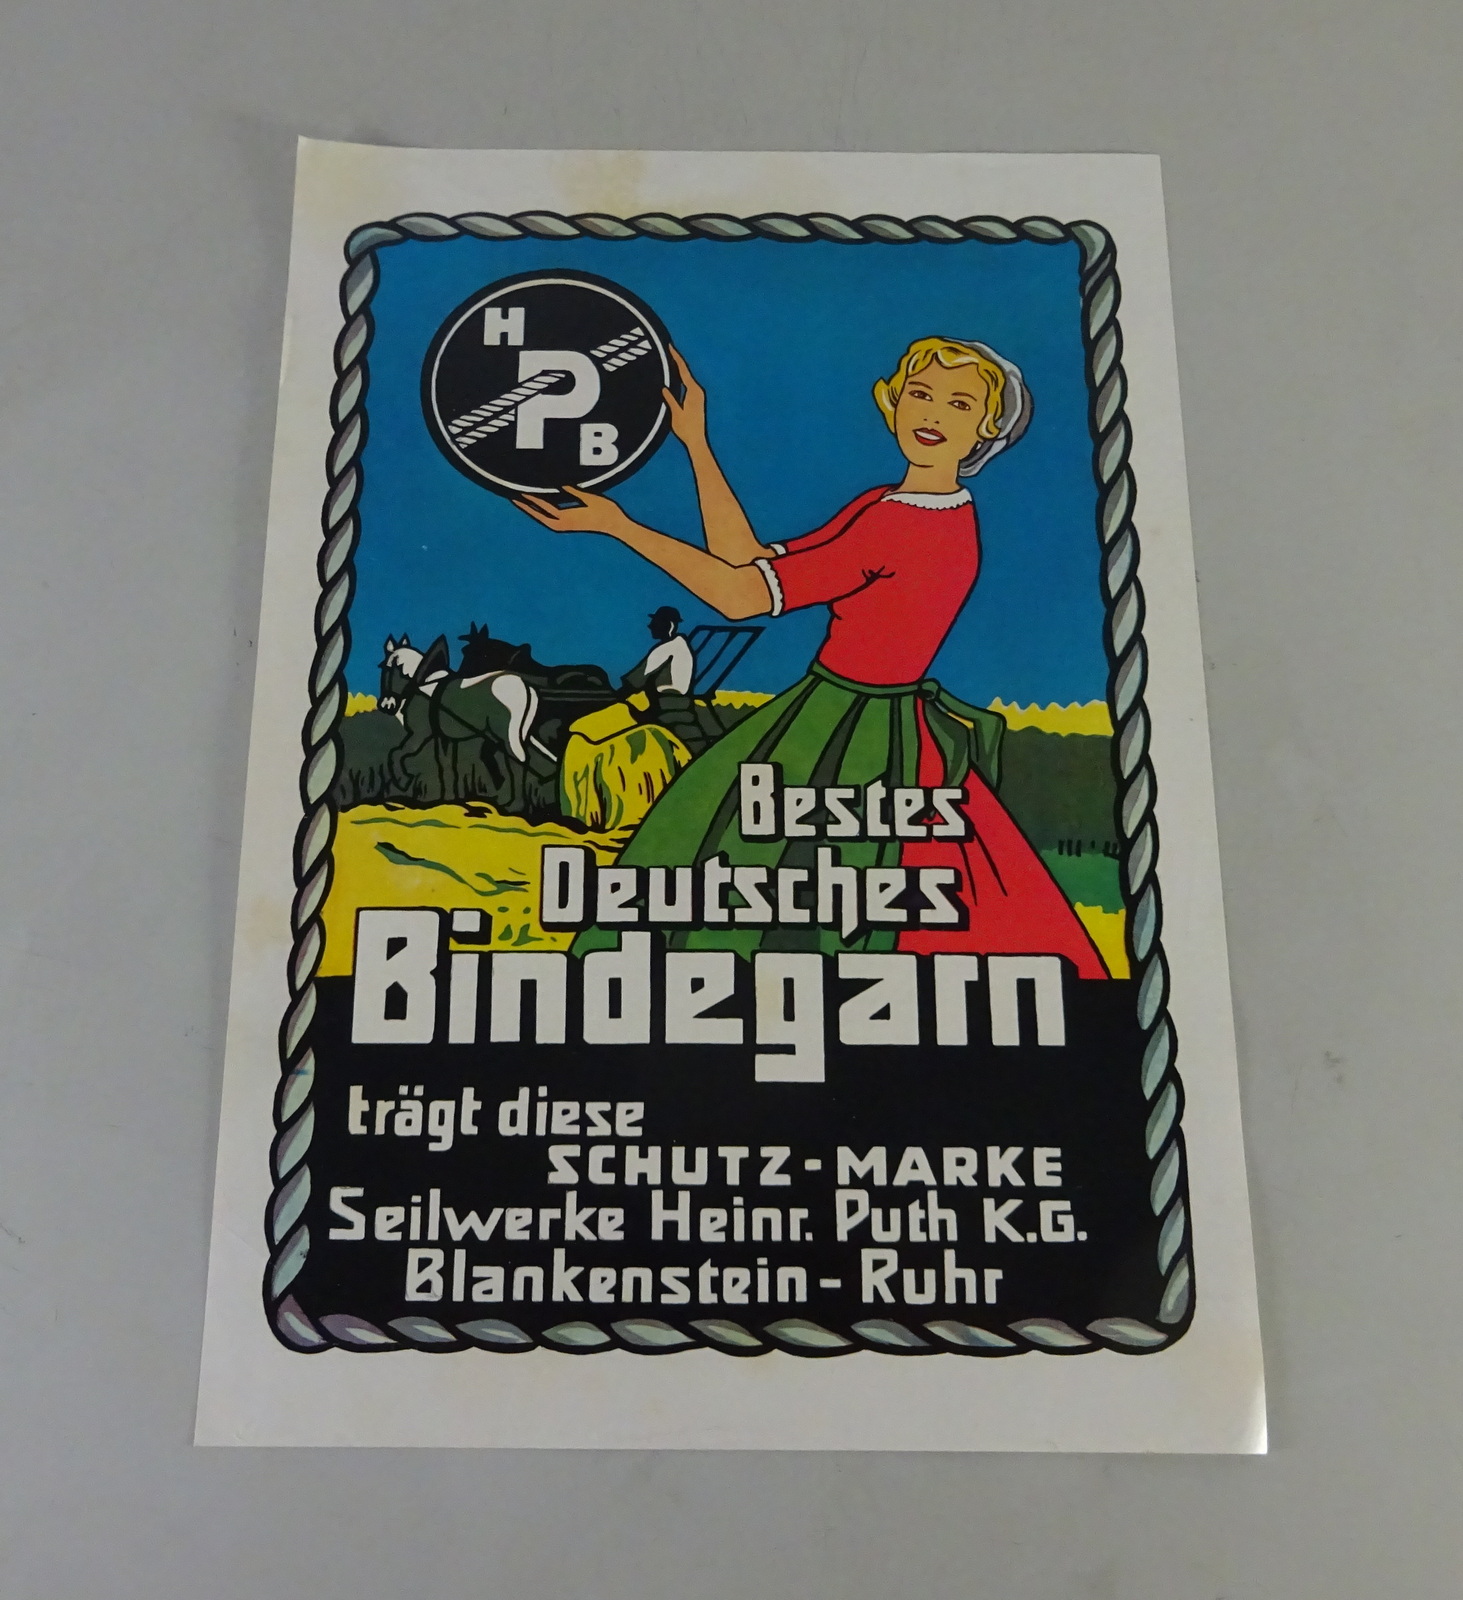 H
P
B
Bestes
Deutsches
Bindegarn
trägt diese
SCHUTZ-MARKE
Seilwerke Heinr. Puth K.G.
Blankenstein-Ruhr